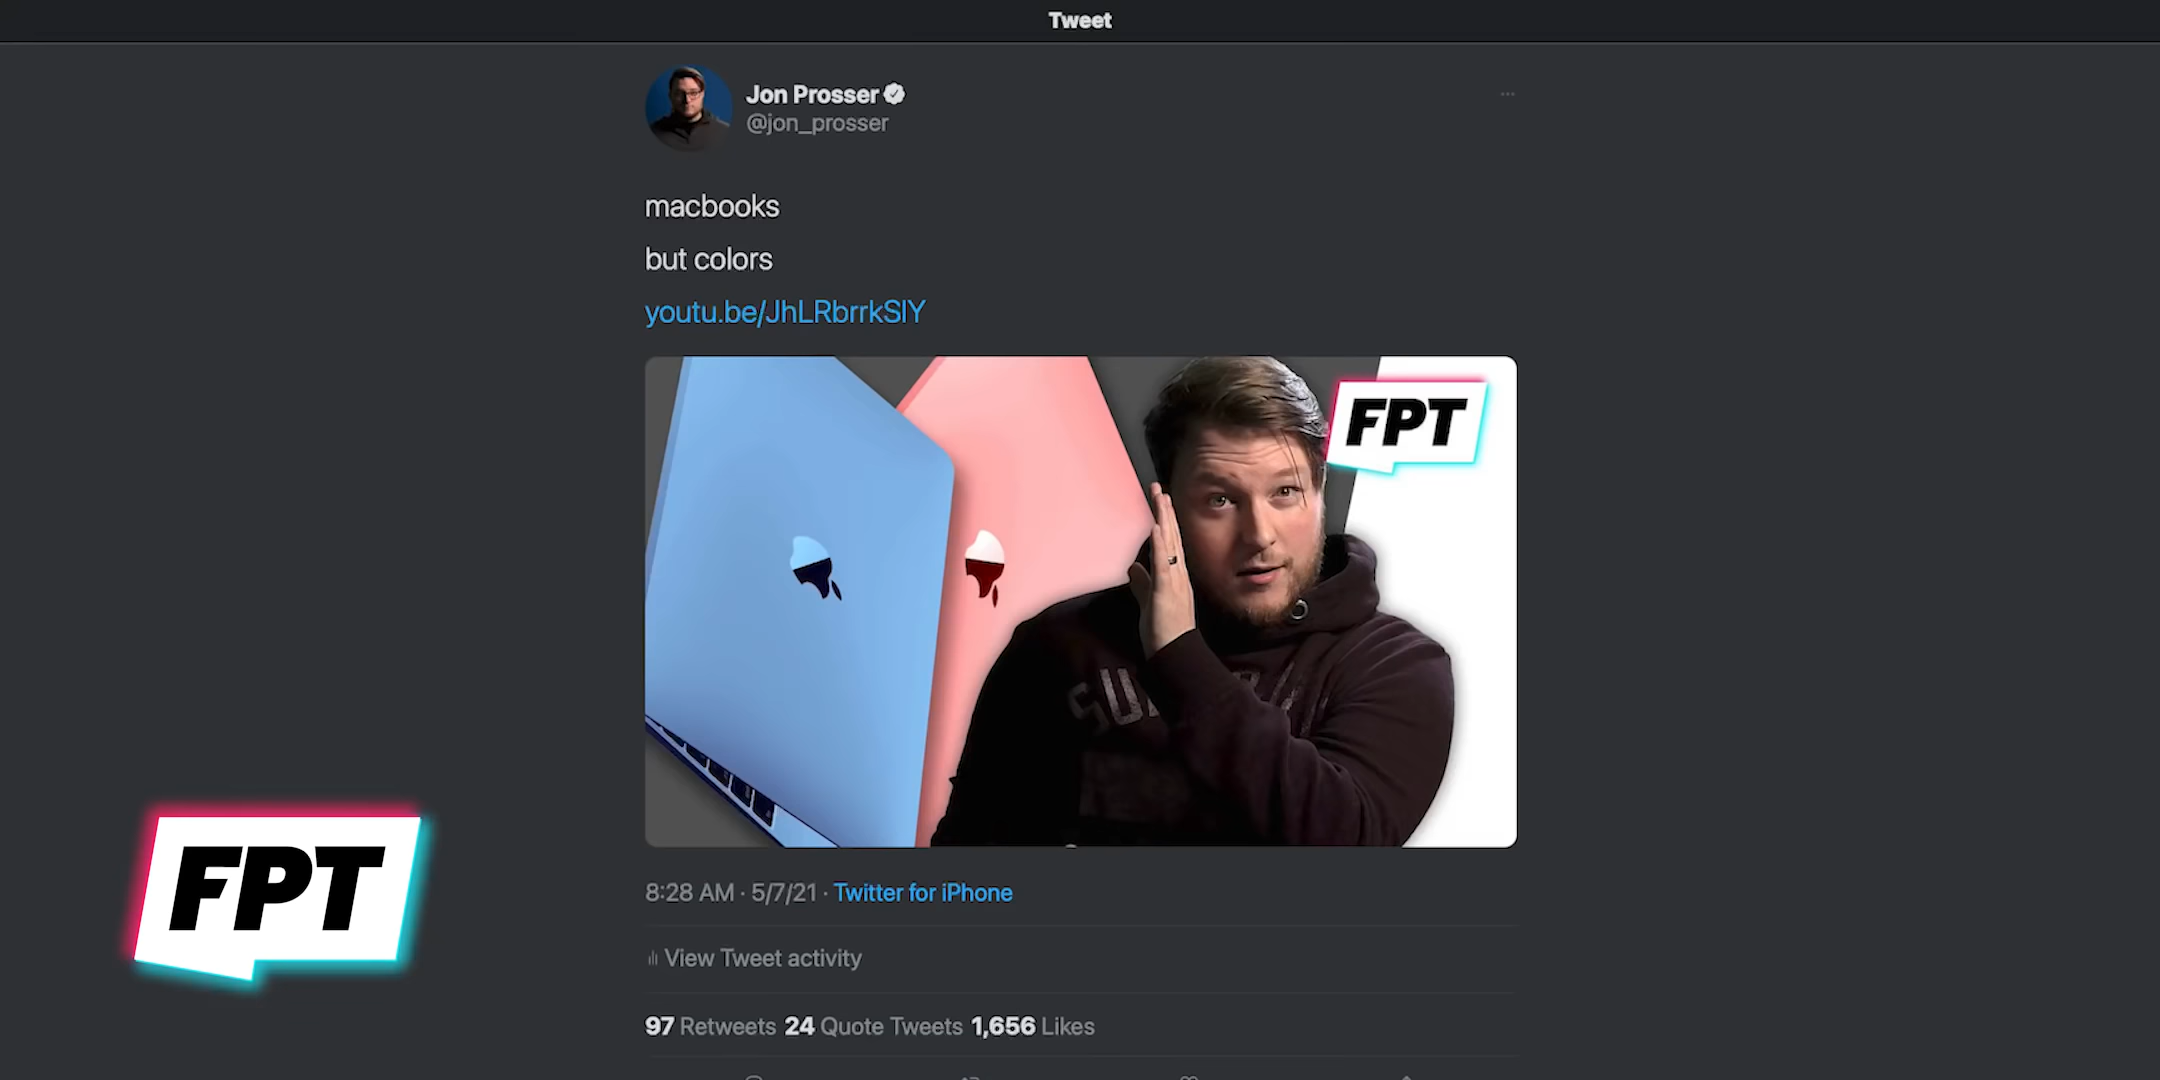 Tweet
Jon Prosser
@jon_prosser
macbooks
but colors
youtu.be/JhLRbrrkSlY
FPT
8:28 AM · 5/7/21 · Twitter for iPhone
View Tweet activity
97 Retweets 24 Quote Tweets 1,656 Likes
FPT